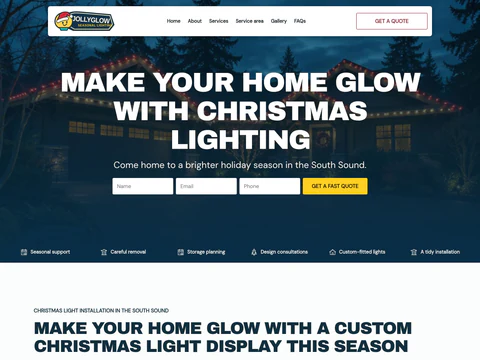 JOLLYGLOW
SEASONAL LIGHTING
Home About Services Service area Gallery FAQs
GET A QUOTE
MAKE YOUR HOME GLOW
WITH CHRISTMAS
LIGHTING
Come home to a brighter holiday season in the South Sound.
Name Email Phone GET A FAST QUOTE
Seasonal support Careful removal Storage planning Design consultations Custom-fitted lights A tidy installation
CHRISTMAS LIGHT INSTALLATION IN THE SOUTH SOUND
MAKE YOUR HOME GLOW WITH A CUSTOM
CHRISTMAS LIGHT DISPLAY THIS SEASON